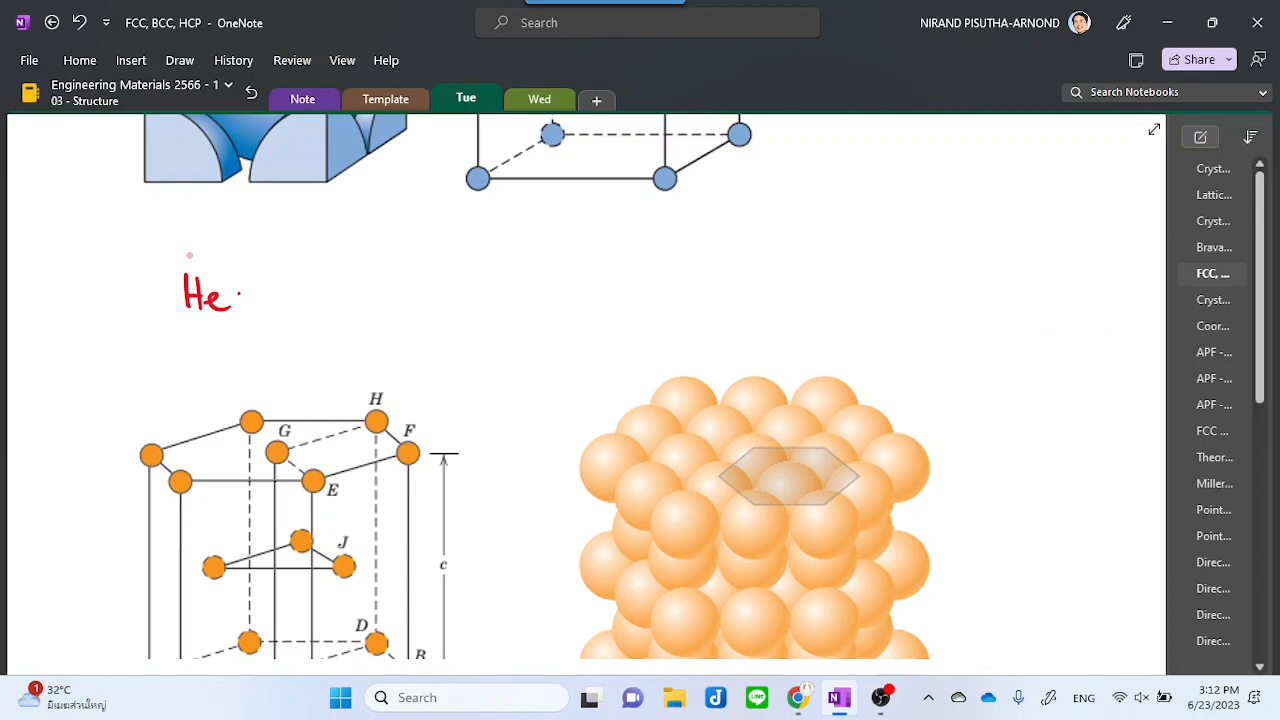 FCC, BCC, HCP - OneNote
Search
NIRAND PISUTHA-ARNOND
File Home Insert Draw History Review View Help
Share
Engineering Materials 2566 - 1
03 - Structure
Note
Template
Tue
Wed
Search Notebooks
Cryst...
Lattic...
Cryst...
Brava...
FCC, ...
Cryst...
Coor...
APF -...
APF -...
APF -...
FCC ...
Theor...
Miller...
Point...
Point...
Direc...
Direc...
Direc...
Direc...
He
H
G
F
E
J
c
D
B
1
32°C
Search
ENG
3:12 PM
6/23/2023